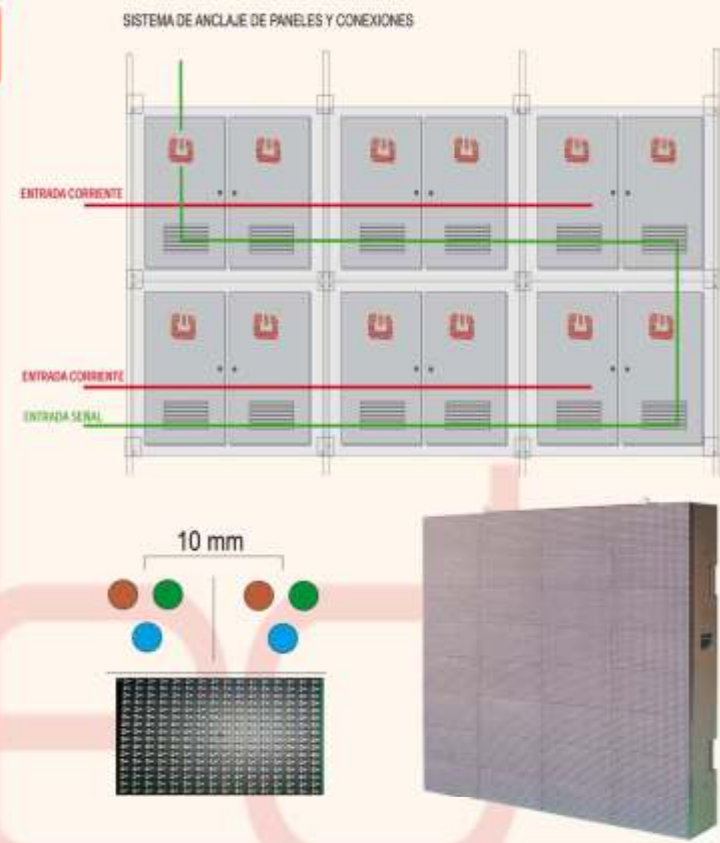 SISTEMA DE ANCLAJE DE PANELES Y CONEXIONES
ENTRADA CORRIENTE
ENTRADA CORRIENTE
ENTRADA SEÑAL
10 mm